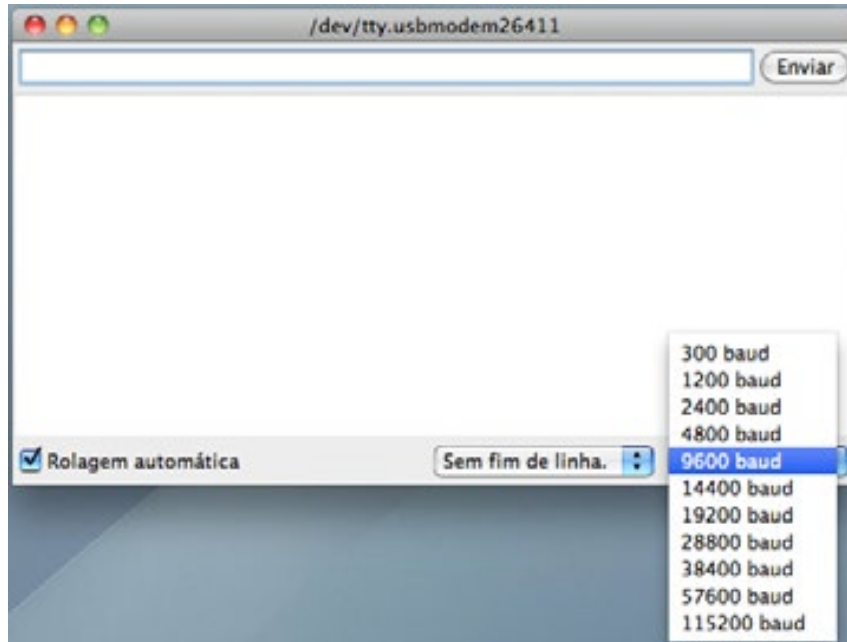 /dev/tty.usbmodem26411
Enviar
Rolagem automática
Sem fim de linha.
300 baud
1200 baud
2400 baud
4800 baud
9600 baud
14400 baud
19200 baud
28800 baud
38400 baud
57600 baud
115200 baud